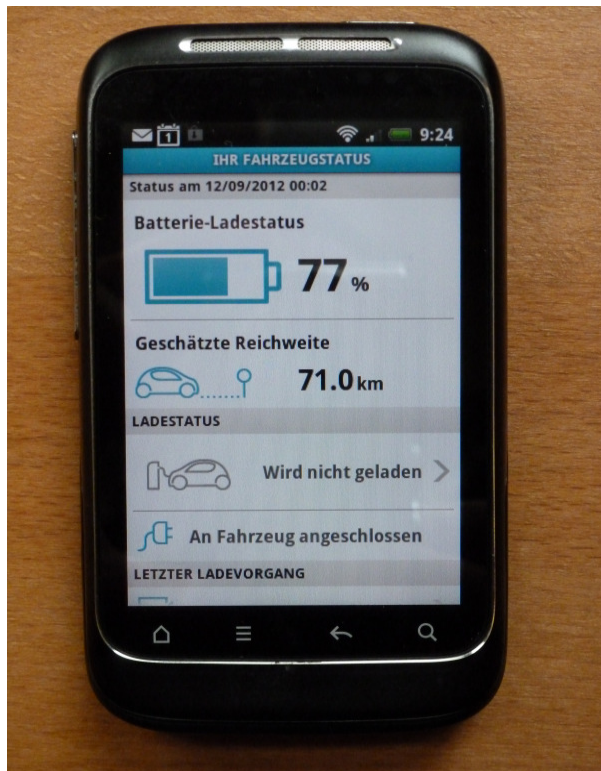 1
9:24
IHR FAHRZEUGSTATUS
Status am 12/09/2012 00:02
Batterie-Ladestatus
77 %
Geschätzte Reichweite
71.0 km
LADESTATUS
Wird nicht geladen
An Fahrzeug angeschlossen
LETZTER LADEVORGANG